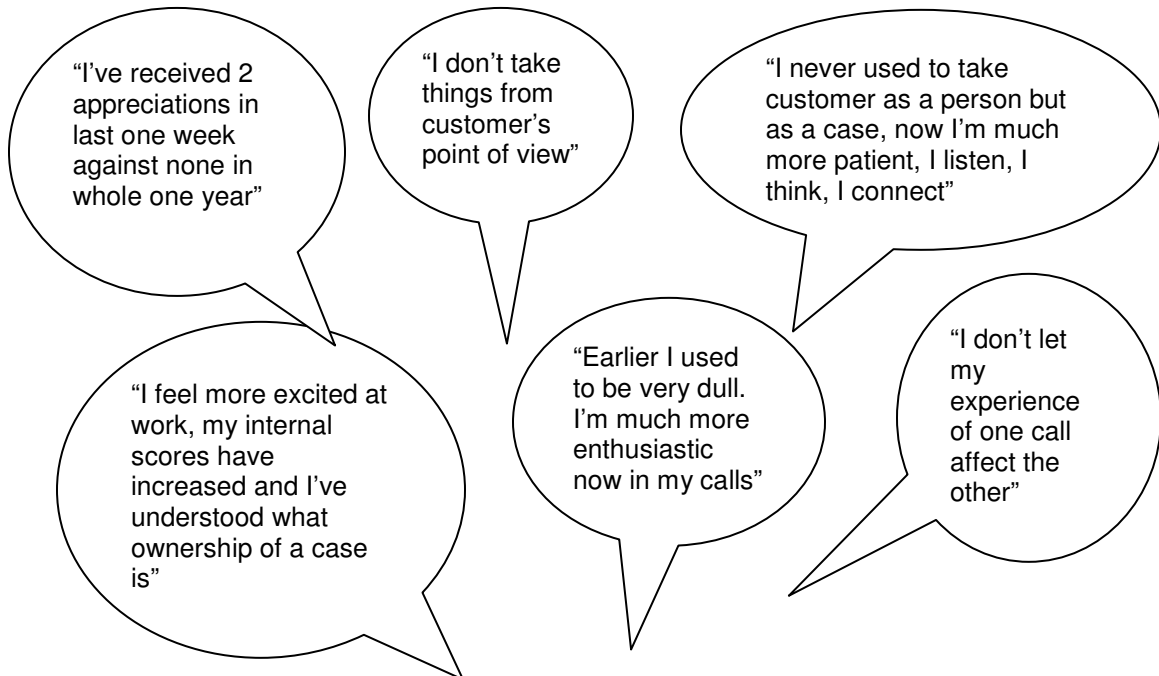 “I’ve received 2
appreciations in
last one week
against none in
whole one year”
“I don’t take
things from
customer’s
point of view”
“I never used to take
customer as a person but
as a case, now I’m much
more patient, I listen, I
think, I connect”
“I feel more excited at
work, my internal
scores have
increased and I’ve
understood what
ownership of a case
is”
“Earlier I used
to be very dull.
I’m much more
enthusiastic
now in my calls”
“I don’t let
my
experience
of one call
affect the
other”